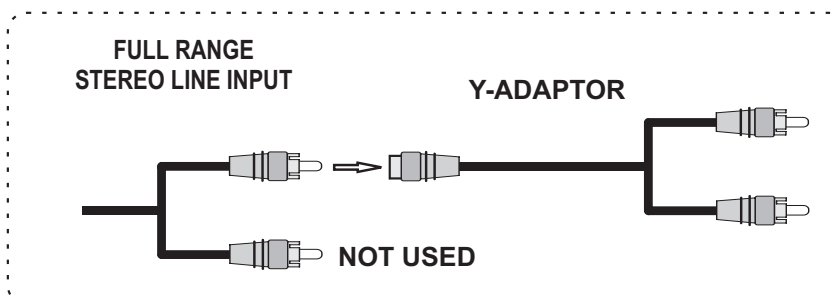 FULL RANGE
STEREO LINE INPUT
Y-ADAPTOR
NOT USED